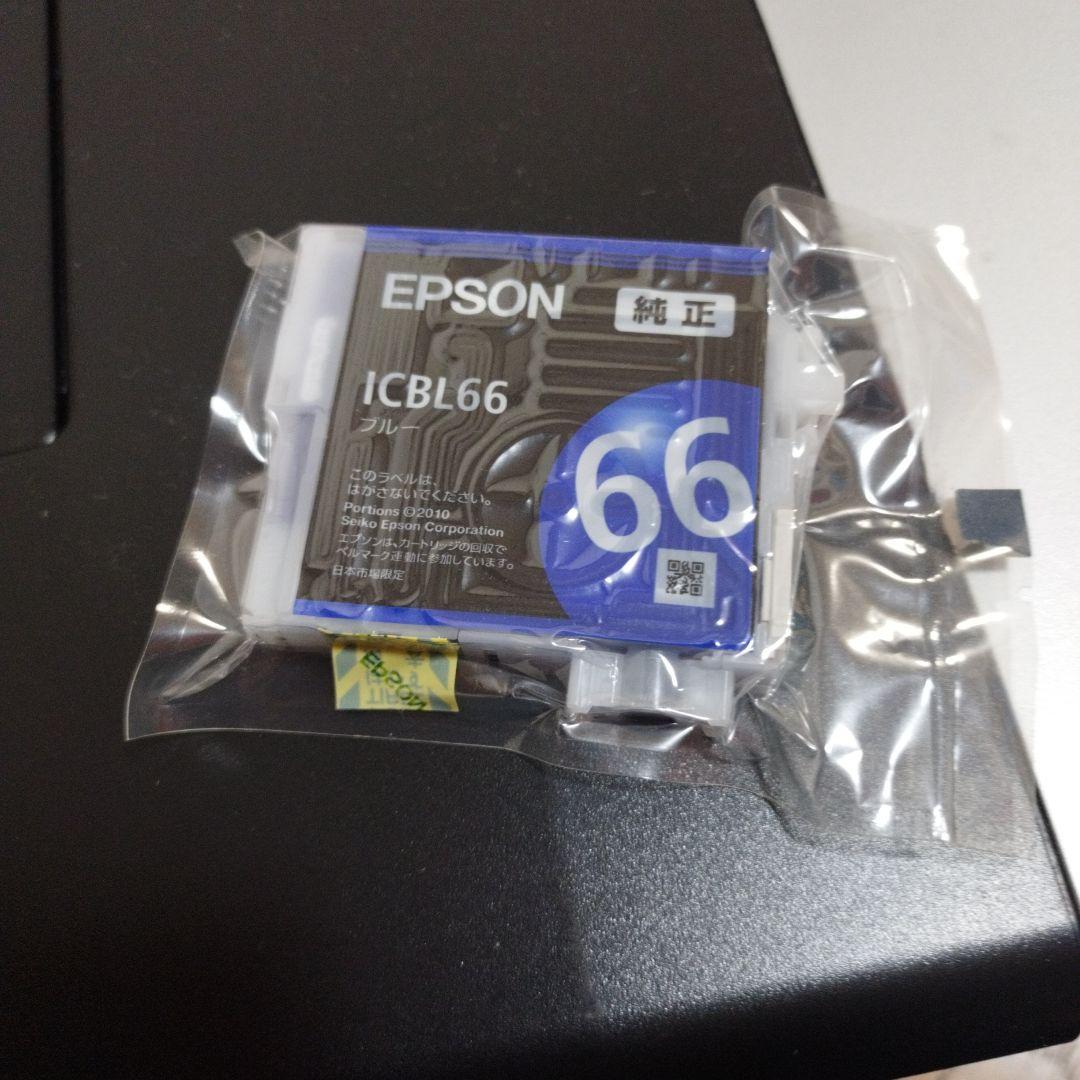 EPSON 純正
ICBL66
ブルー
66
このラベルは、
はがさないでください。
Portions ©2010
Seiko Epson Corporation
エプソンは、カートリッジの回収で
ベルマーク運動に参加しています。
日本市場限定
EPSON